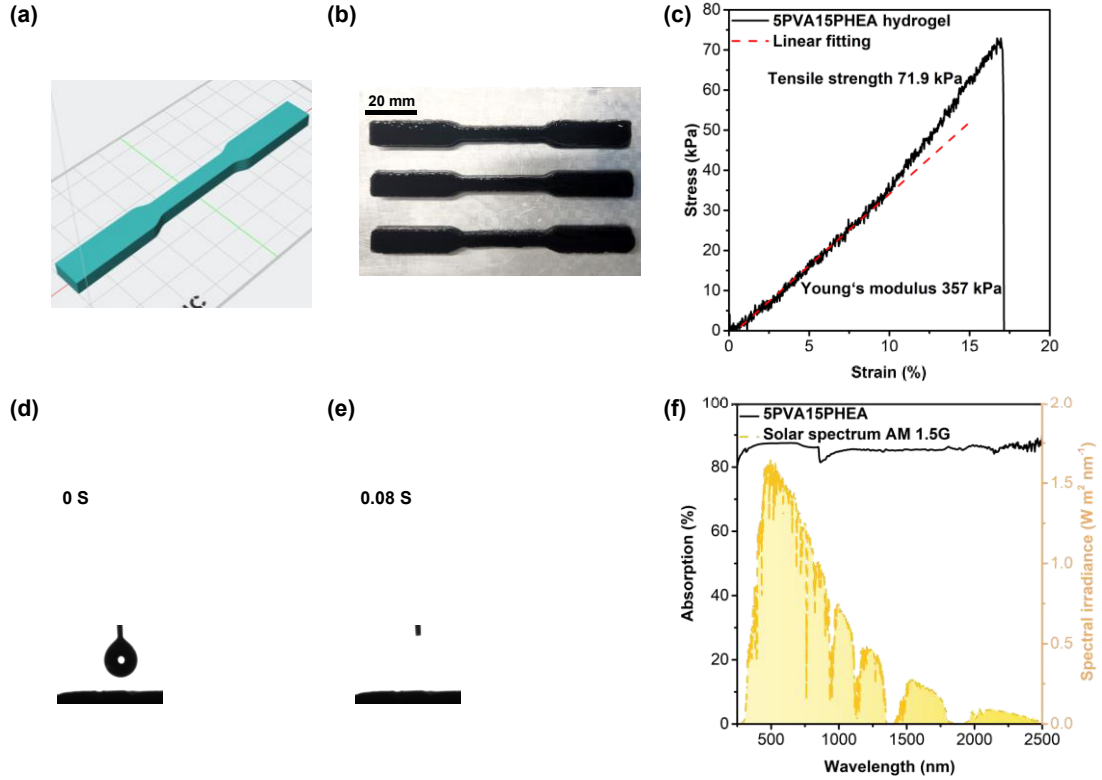 (a)
(b)
20 mm
(c)
5PVA15PHEA hydrogel
Linear fitting
Tensile strength 71.9 kPa
Young‘s modulus 357 kPa
Stress (kPa)
80
70
60
50
40
30
20
10
0
0 5 10 15 20
Strain (%)
(d)
0 S
(e)
0.08 S
(f)
5PVA15PHEA
Solar spectrum AM 1.5G
Absorption (%)
100
80
60
40
20
0
Spectral irradiance (W m² nm⁻¹)
2.0
1.5
1.0
0.5
0.0
500 1000 1500 2000 2500
Wavelength (nm)